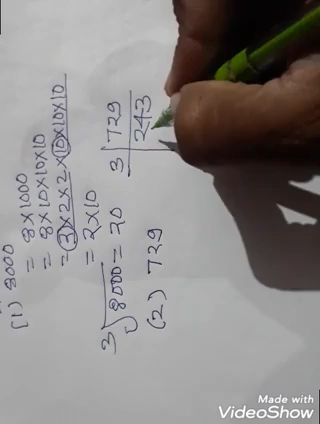 (1) 8000
= 8×1000
= 8×10×10×10
= 2×2×2×10×10×10
= 2×10
∛8000 = 20
(2) 729
3 | 729
243
Made with
VideoShow